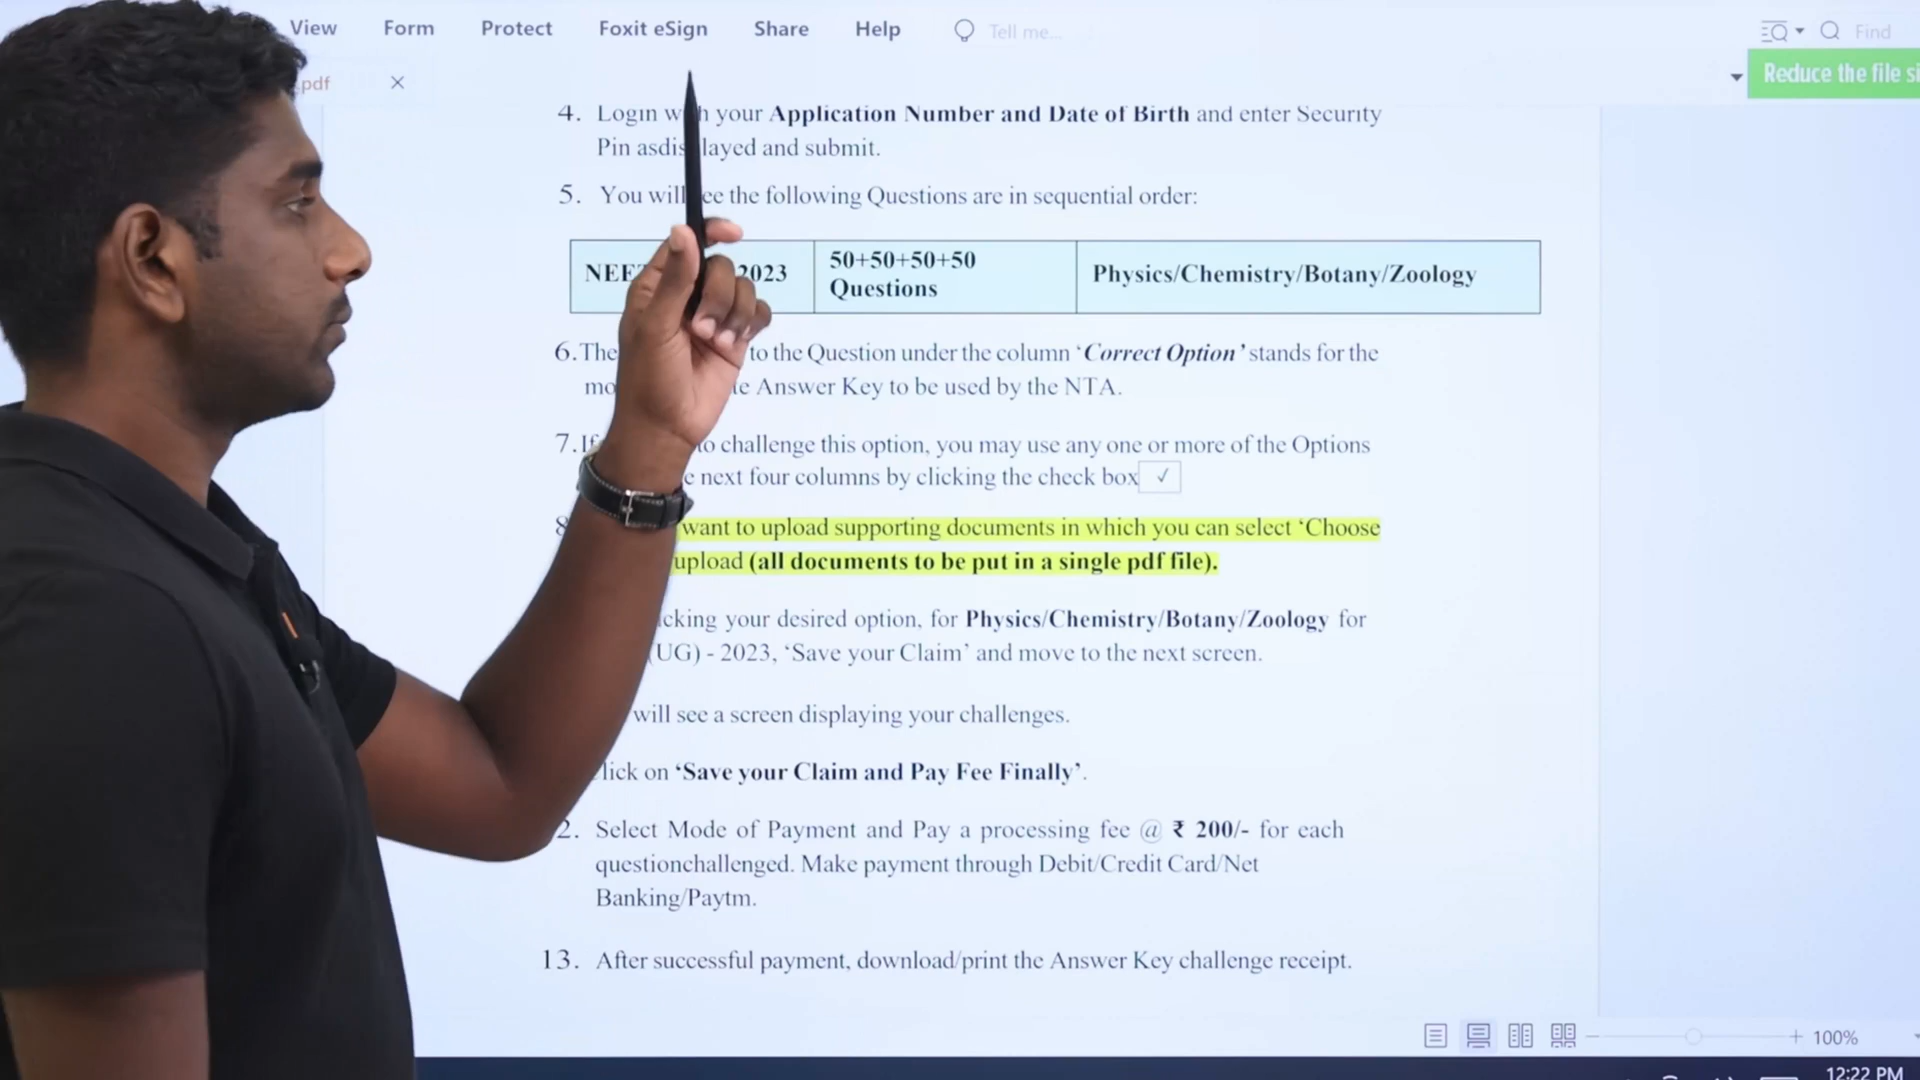 View Form Protect Foxit eSign Share Help Tell me... Find
.pdf
Reduce the file si
4. Login w h your Application Number and Date of Birth and enter Security
Pin asdis layed and submit.
5. You will ee the following Questions are in sequential order:
NEET 2023
50+50+50+50
Questions
Physics/Chemistry/Botany/Zoology
6. The to the Question under the column ‘Correct Option’ stands for the
mo te Answer Key to be used by the NTA.
7. If to challenge this option, you may use any one or more of the Options
e next four columns by clicking the check box ✓
8 want to upload supporting documents in which you can select ‘Choose
upload (all documents to be put in a single pdf file).
cking your desired option, for Physics/Chemistry/Botany/Zoology for
(UG) - 2023, ‘Save your Claim’ and move to the next screen.
will see a screen displaying your challenges.
lick on ‘Save your Claim and Pay Fee Finally’.
2. Select Mode of Payment and Pay a processing fee @ ₹ 200/- for each
questionchallenged. Make payment through Debit/Credit Card/Net
Banking/Paytm.
13. After successful payment, download/print the Answer Key challenge receipt.
100%
12:22 PM